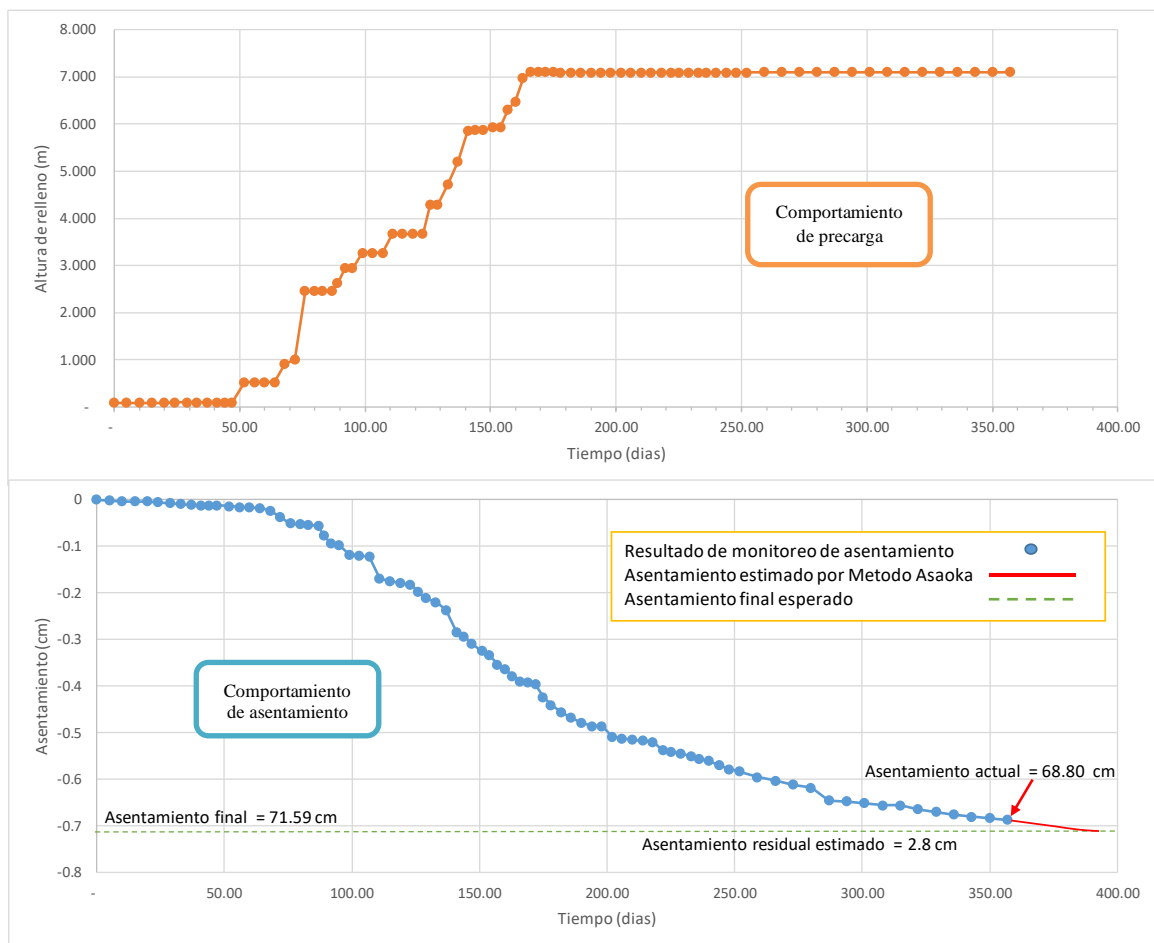 8.000
7.000
6.000
5.000
4.000
3.000
2.000
1.000
-
Altura de relleno (m)
Comportamiento
de precarga
- 50.00 100.00 150.00 200.00 250.00 300.00 350.00 400.00
Tiempo (dias)
0
-0.1
-0.2
-0.3
-0.4
-0.5
-0.6
-0.7
-0.8
Asentamiento (cm)
Resultado de monitoreo de asentamiento
Asentamiento estimado por Metodo Asaoka
Asentamiento final esperado
Comportamiento
de asentamiento
Asentamiento actual = 68.80 cm
Asentamiento final = 71.59 cm
Asentamiento residual estimado = 2.8 cm
- 50.00 100.00 150.00 200.00 250.00 300.00 350.00 400.00
Tiempo (dias)